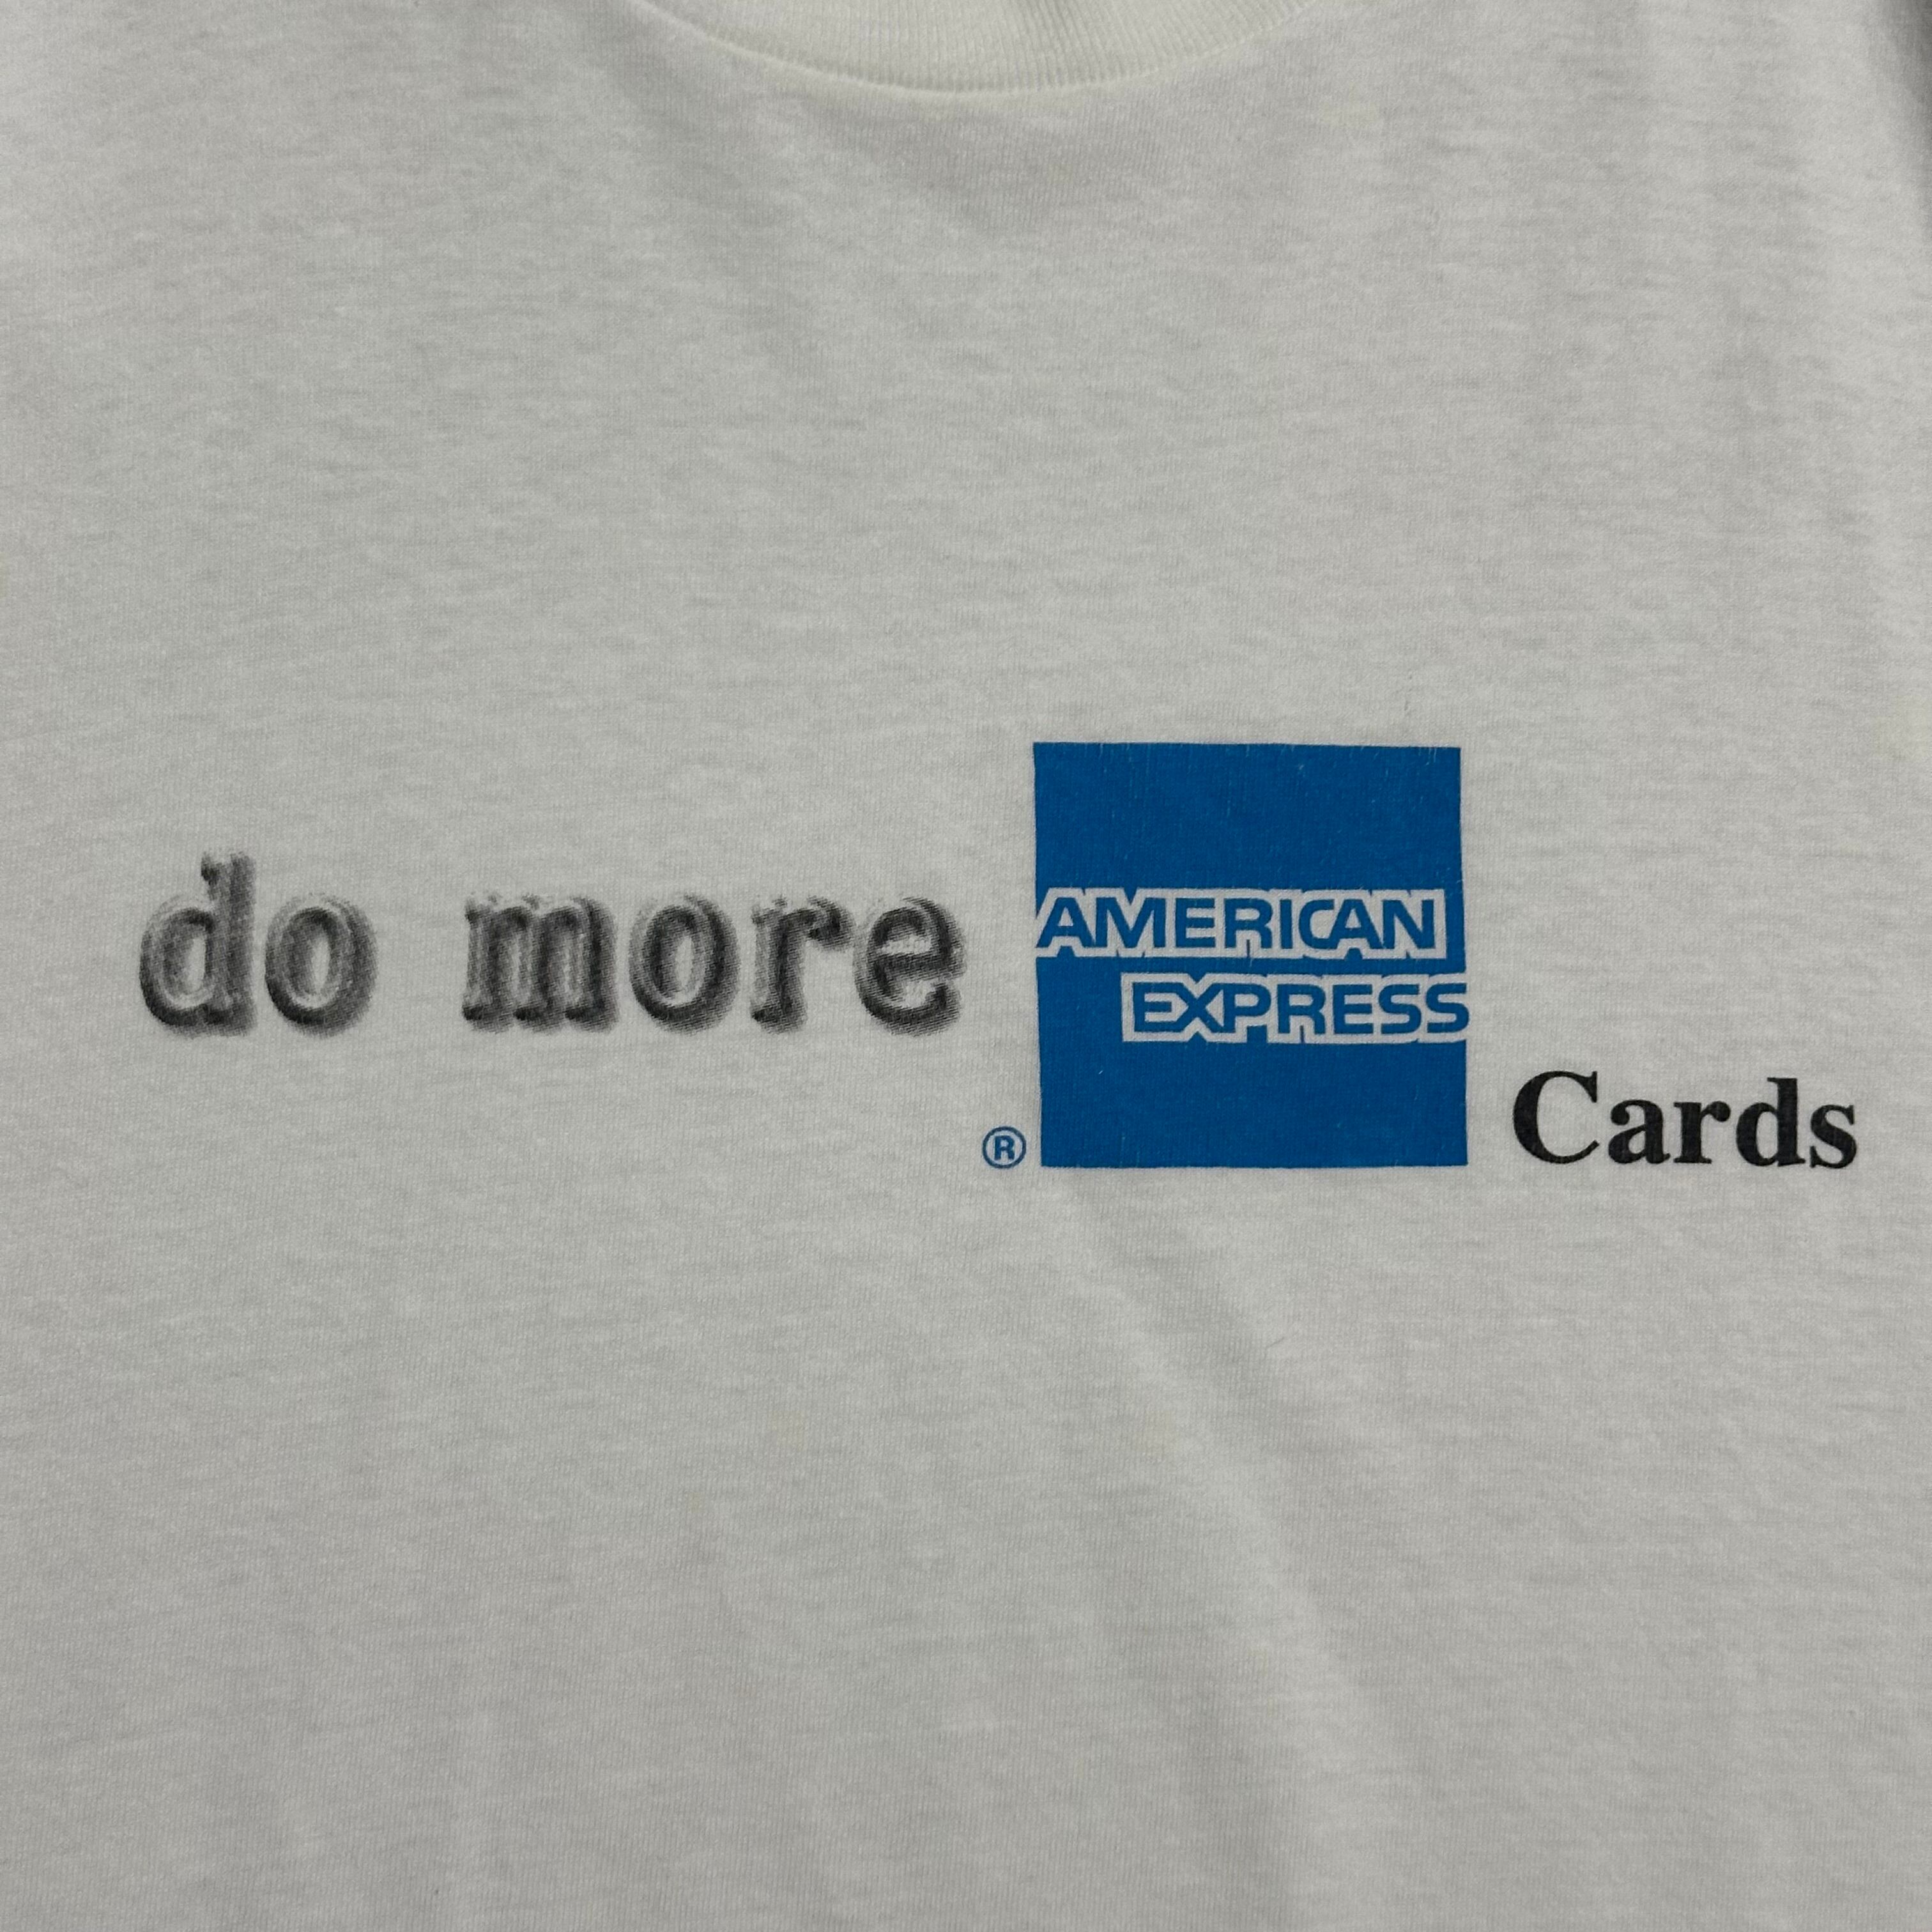 do more
AMERICAN
EXPRESS
® Cards